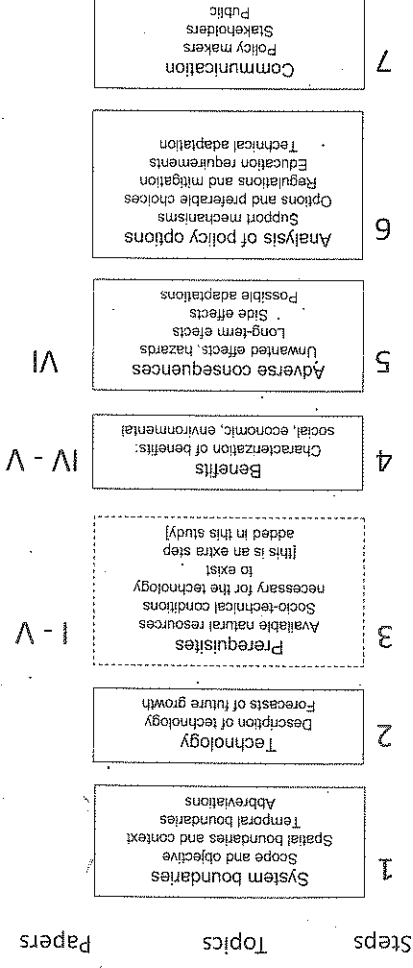 Steps Topics Papers
1
System boundaries
Scope and objective
Spatial boundaries and context
Temporal boundaries
Abbreviations
2
Technology
Description of technology
Forecasts of future growth
3
Prerequisites
Available natural resources
Socio-technical conditions
necessary for the technology
to exist
[this is an extra step
added in this study]
I - V
4
Benefits
Characterization of benefits:
social, economic, environmental
IV - V
5
Adverse consequences
Unwanted effects, hazards
Long-term efects
Side effects
Possible adaptations
VI
6
Analysis of policy options
Support mechanisms
Options and preferable choices
Regulations and mitigation
Education requirements
Technical adaptation
7
Communication
Policy makers
Stakeholders
Public